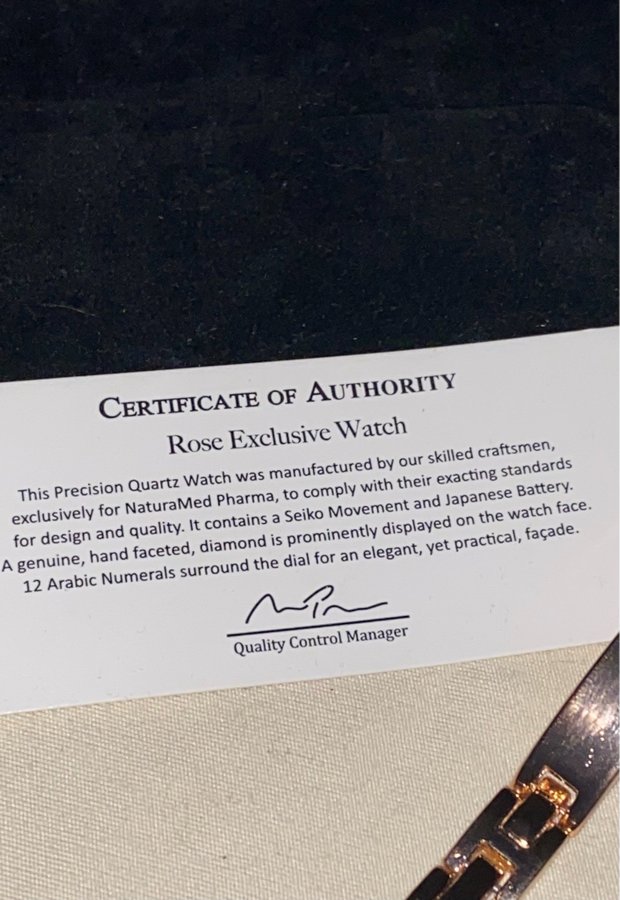 CERTIFICATE OF AUTHORITY
Rose Exclusive Watch
This Precision Quartz Watch was manufactured by our skilled craftsmen,
exclusively for NaturaMed Pharma, to comply with their exacting standards
for design and quality. It contains a Seiko Movement and Japanese Battery.
A genuine, hand faceted, diamond is prominently displayed on the watch face.
12 Arabic Numerals surround the dial for an elegant, yet practical, façade.
Quality Control Manager